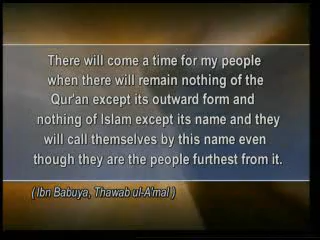 There will come a time for my people
when there will remain nothing of the
Qur'an except its outward form and
nothing of Islam except its name and they
will call themselves by this name even
though they are the people furthest from it.
( Ibn Babuya, Thawab ul-A'mal )